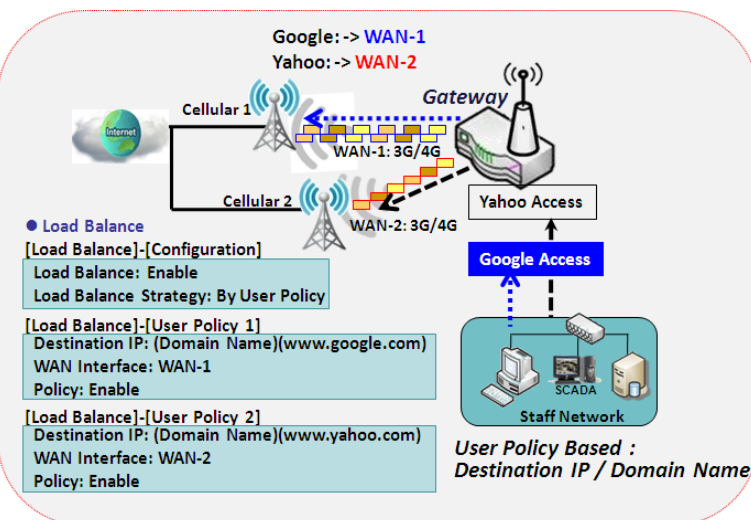 Google: -> WAN-1
Yahoo: -> WAN-2
Gateway
Cellular 1
Internet
WAN-1: 3G/4G
Cellular 2
WAN-2: 3G/4G
Yahoo Access
Google Access
SCADA
Staff Network
● Load Balance
[Load Balance]-[Configuration]
Load Balance: Enable
Load Balance Strategy: By User Policy
[Load Balance]-[User Policy 1]
Destination IP: (Domain Name)(www.google.com)
WAN Interface: WAN-1
Policy: Enable
[Load Balance]-[User Policy 2]
Destination IP: (Domain Name)(www.yahoo.com)
WAN Interface: WAN-2
Policy: Enable
User Policy Based :
Destination IP / Domain Name